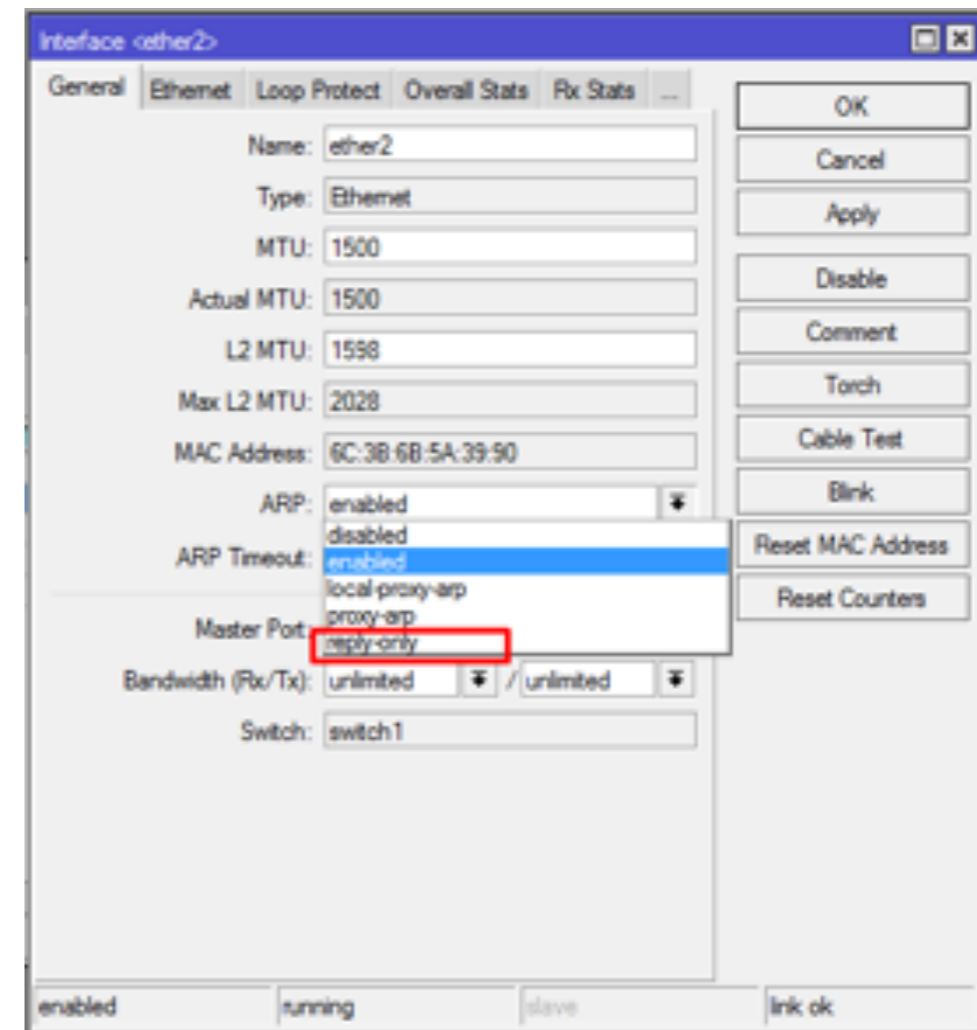 Interface <ether2>
General Ethernet Loop Protect Overall Stats Rx Stats ...
Name: ether2
Type: Ethernet
MTU: 1500
Actual MTU: 1500
L2 MTU: 1598
Max L2 MTU: 2028
MAC Address: 6C:3B:6B:5A:39:90
ARP: enabled
disabled
enabled
local-proxy-arp
proxy-arp
reply-only
ARP Timeout:
Master Port:
Bandwidth (Rx/Tx): unlimited / unlimited
Switch: switch1
OK
Cancel
Apply
Disable
Comment
Torch
Cable Test
Blink
Reset MAC Address
Reset Counters
enabled running slave link ok